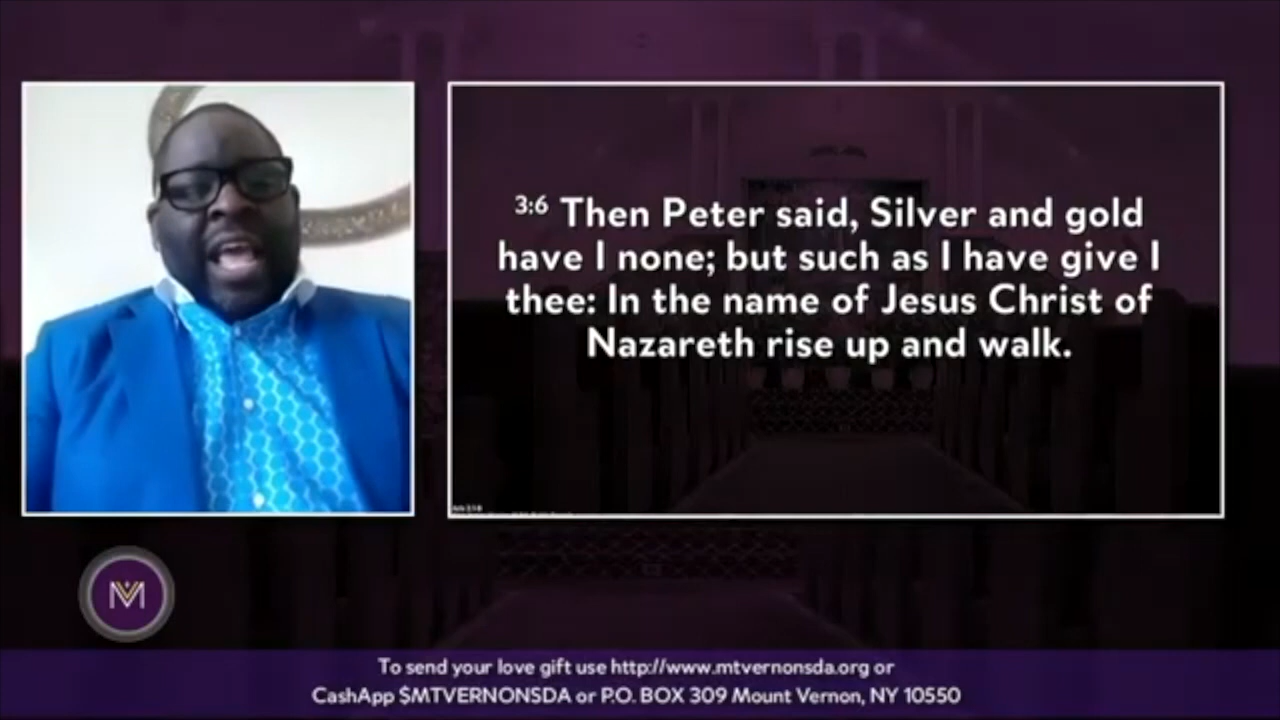 3:6 Then Peter said, Silver and gold
have I none; but such as I have give I
thee: In the name of Jesus Christ of
Nazareth rise up and walk.
To send your love gift use http://www.mtvernonsda.org or
CashApp $MTVERNONSDA or P.O. BOX 309 Mount Vernon, NY 10550